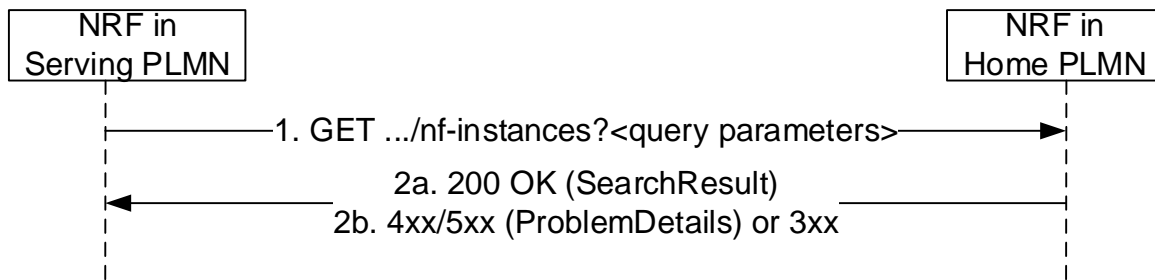 NRF in
Serving PLMN
NRF in
Home PLMN
1. GET .../nf-instances?<query parameters>
2a. 200 OK (SearchResult)
2b. 4xx/5xx (ProblemDetails) or 3xx